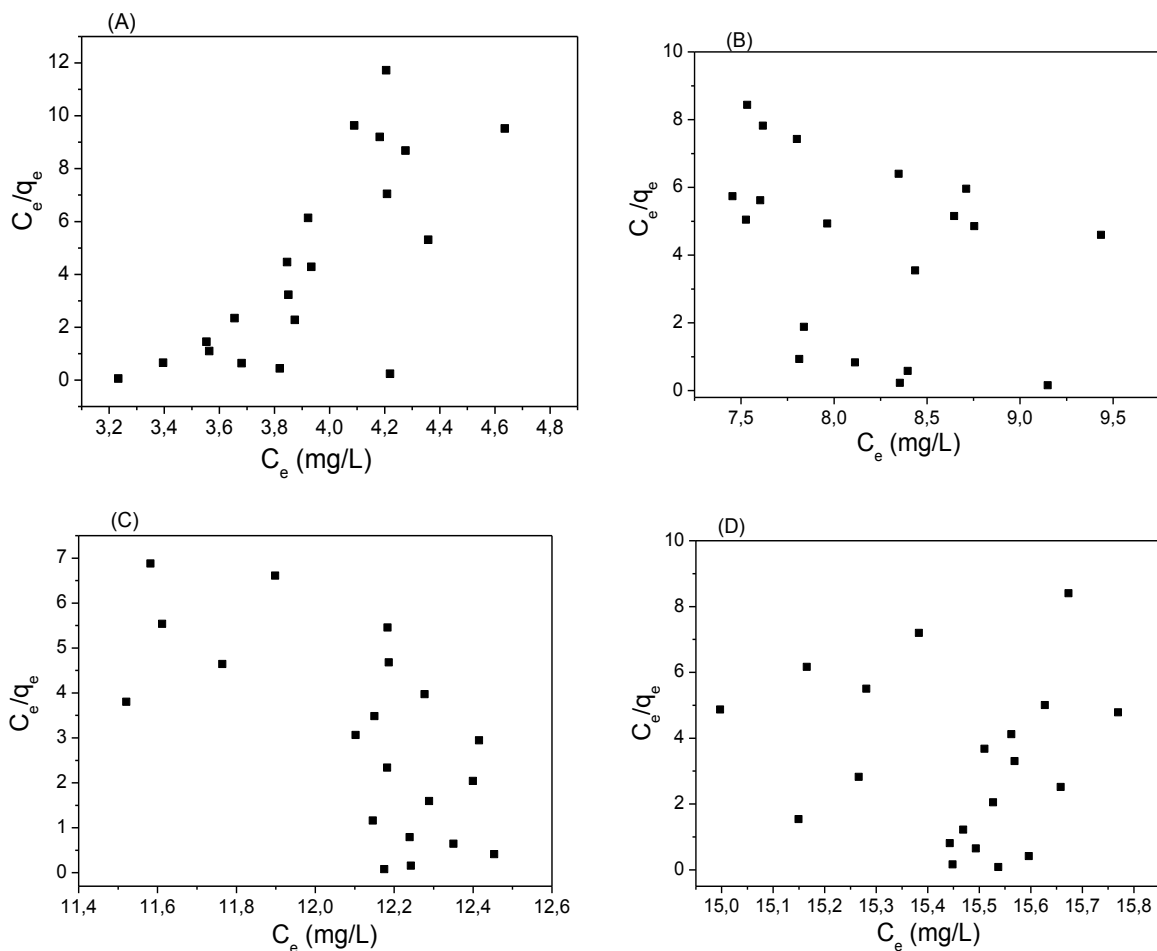 (A)
12
10
8
6
4
2
0
C_e/q_e
3,2 3,4 3,6 3,8 4,0 4,2 4,4 4,6 4,8
C_e (mg/L)
(B)
10
8
6
4
2
0
C_e/q_e
7,5 8,0 8,5 9,0 9,5
C_e (mg/L)
(C)
7
6
5
4
3
2
1
0
C_e/q_e
11,4 11,6 11,8 12,0 12,2 12,4 12,6
C_e (mg/L)
(D)
10
8
6
4
2
0
C_e/q_e
15,0 15,1 15,2 15,3 15,4 15,5 15,6 15,7 15,8
C_e (mg/L)